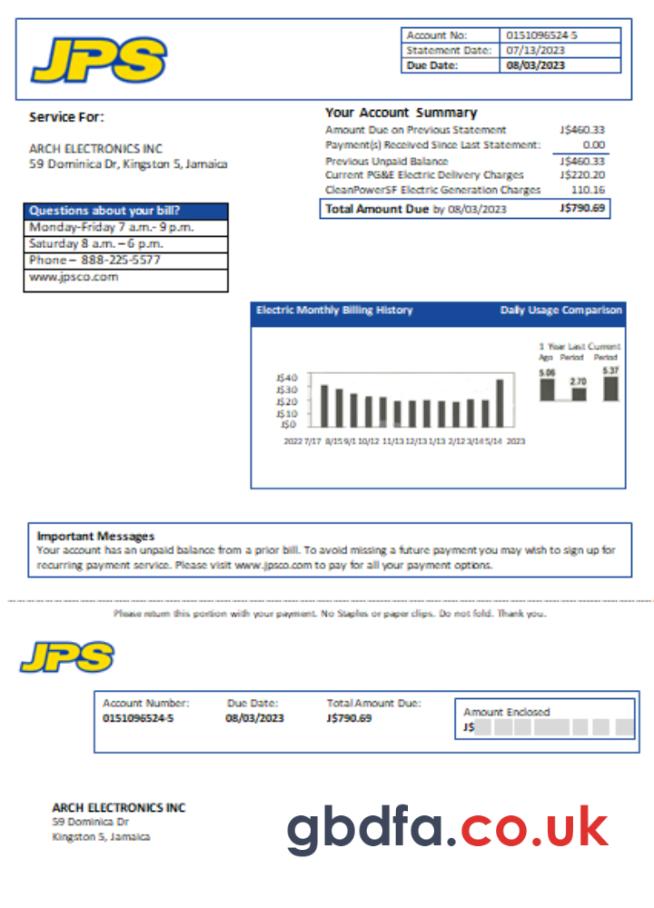 JPS
Account No: 0151096524-5
Statement Date: 07/13/2023
Due Date: 08/03/2023
Service For:
ARCH ELECTRONICS INC
59 Dominica Dr, Kingston 5, Jamaica
Your Account Summary
Amount Due on Previous Statement J$460.33
Payment(s) Received Since Last Statement: 0.00
Previous Unpaid Balance J$460.33
Current PG&E Electric Delivery Charges J$220.20
CleanPowerSF Electric Generation Charges 110.16
Total Amount Due by 08/03/2023 J$790.69
Questions about your bill?
Monday-Friday 7 a.m.- 9 p.m.
Saturday 8 a.m. – 6 p.m.
Phone – 888-225-5577
www.jpsco.com
Electric Monthly Billing History Daily Usage Comparison
1 Year Last Current
Ago Period Period
5.06 2.70 5.37
J$40
J$30
J$20
J$10
J$0
2022 7/17 8/15 9/1 10/12 11/13 12/13 1/13 2/12 3/14 5/14 2023
Important Messages
Your account has an unpaid balance from a prior bill. To avoid missing a future payment you may wish to sign up for
recurring payment service. Please visit www.jpsco.com to pay for all your payment options.
Please return this portion with your payment. No Staples or paper clips. Do not fold. Thank you.
JPS
Account Number: Due Date: Total Amount Due:
0151096524-5 08/03/2023 J$790.69
Amount Enclosed
J$
ARCH ELECTRONICS INC
59 Dominica Dr
Kingston 5, Jamaica
gbdfa.co.uk